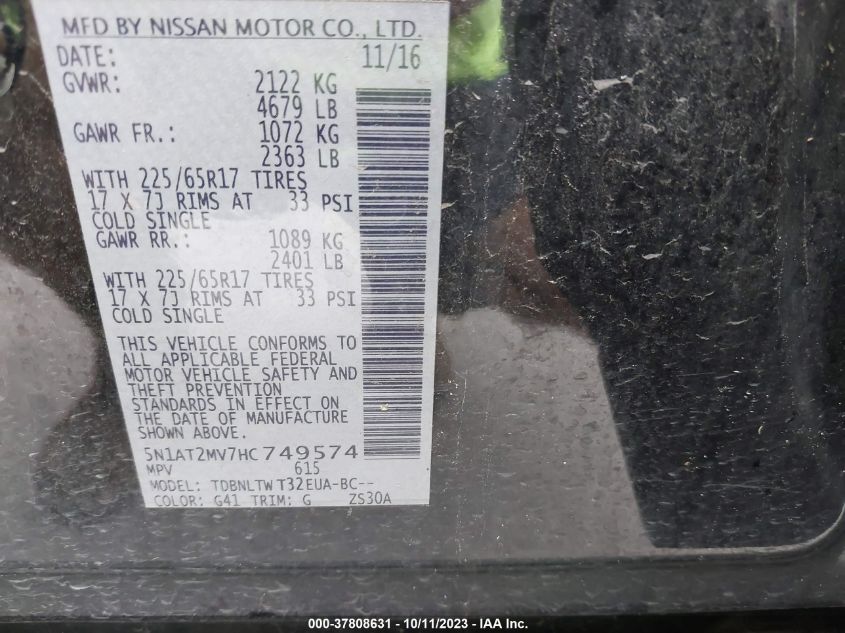 MFD BY NISSAN MOTOR CO., LTD.
DATE: 11/16
GVWR: 2122 KG
4679 LB
GAWR FR.: 1072 KG
2363 LB
WITH 225/65R17 TIRES
17 X 7J RIMS AT 33 PSI
COLD SINGLE
GAWR RR.: 1089 KG
2401 LB
WITH 225/65R17 TIRES
17 X 7J RIMS AT 33 PSI
COLD SINGLE
THIS VEHICLE CONFORMS TO
ALL APPLICABLE FEDERAL
MOTOR VEHICLE SAFETY AND
THEFT PREVENTION
STANDARDS IN EFFECT ON
THE DATE OF MANUFACTURE
SHOWN ABOVE.
5N1AT2MV7HC749574
MPV 615
MODEL: TDBNLTW T32EUA-BC--
COLOR: G41 TRIM: G ZS30A
000-37808631 - 10/11/2023 - IAA Inc.